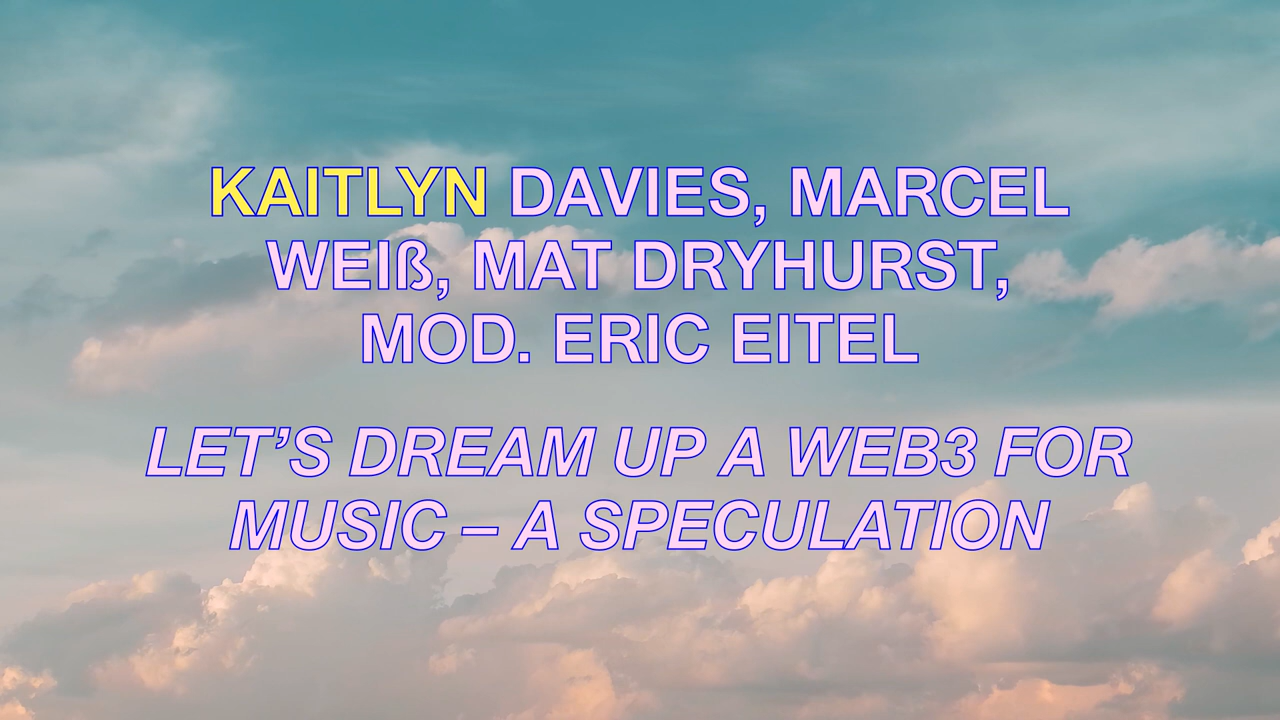 KAITLYN DAVIES, MARCEL
WEIß, MAT DRYHURST,
MOD. ERIC EITEL
LET’S DREAM UP A WEB3 FOR
MUSIC – A SPECULATION